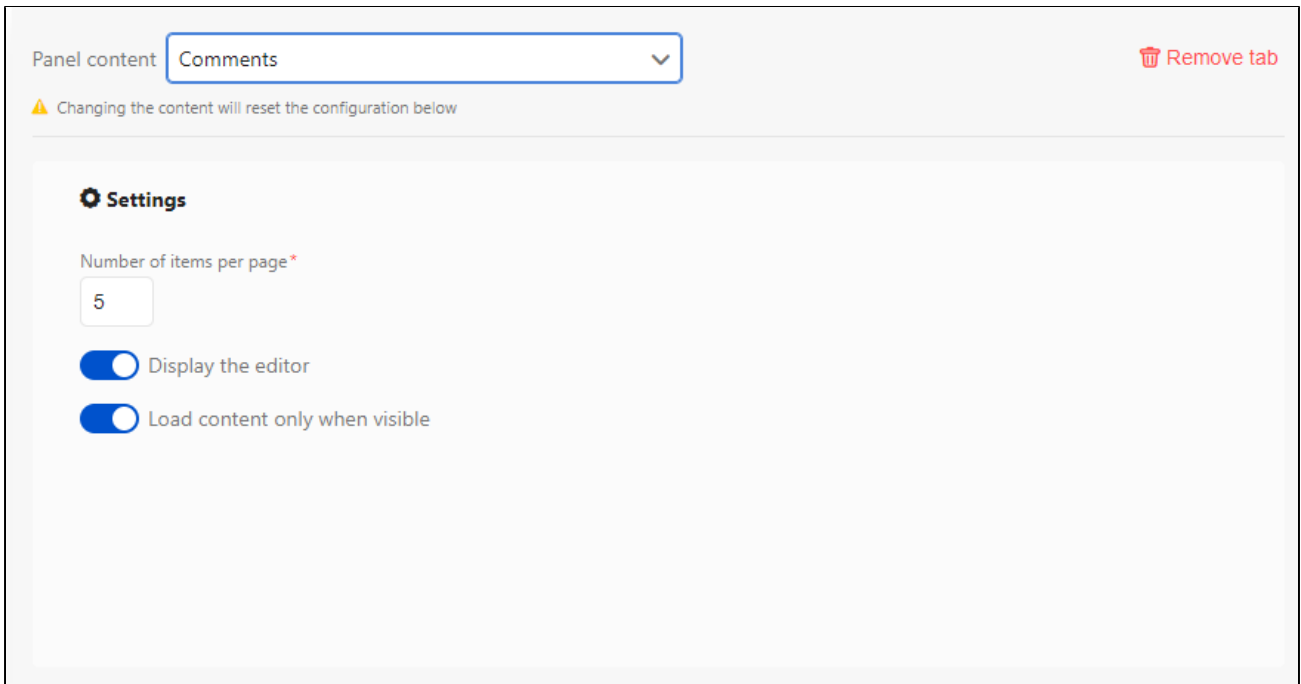 Panel content Comments Remove tab
Changing the content will reset the configuration below
Settings
Number of items per page*
5
Display the editor
Load content only when visible